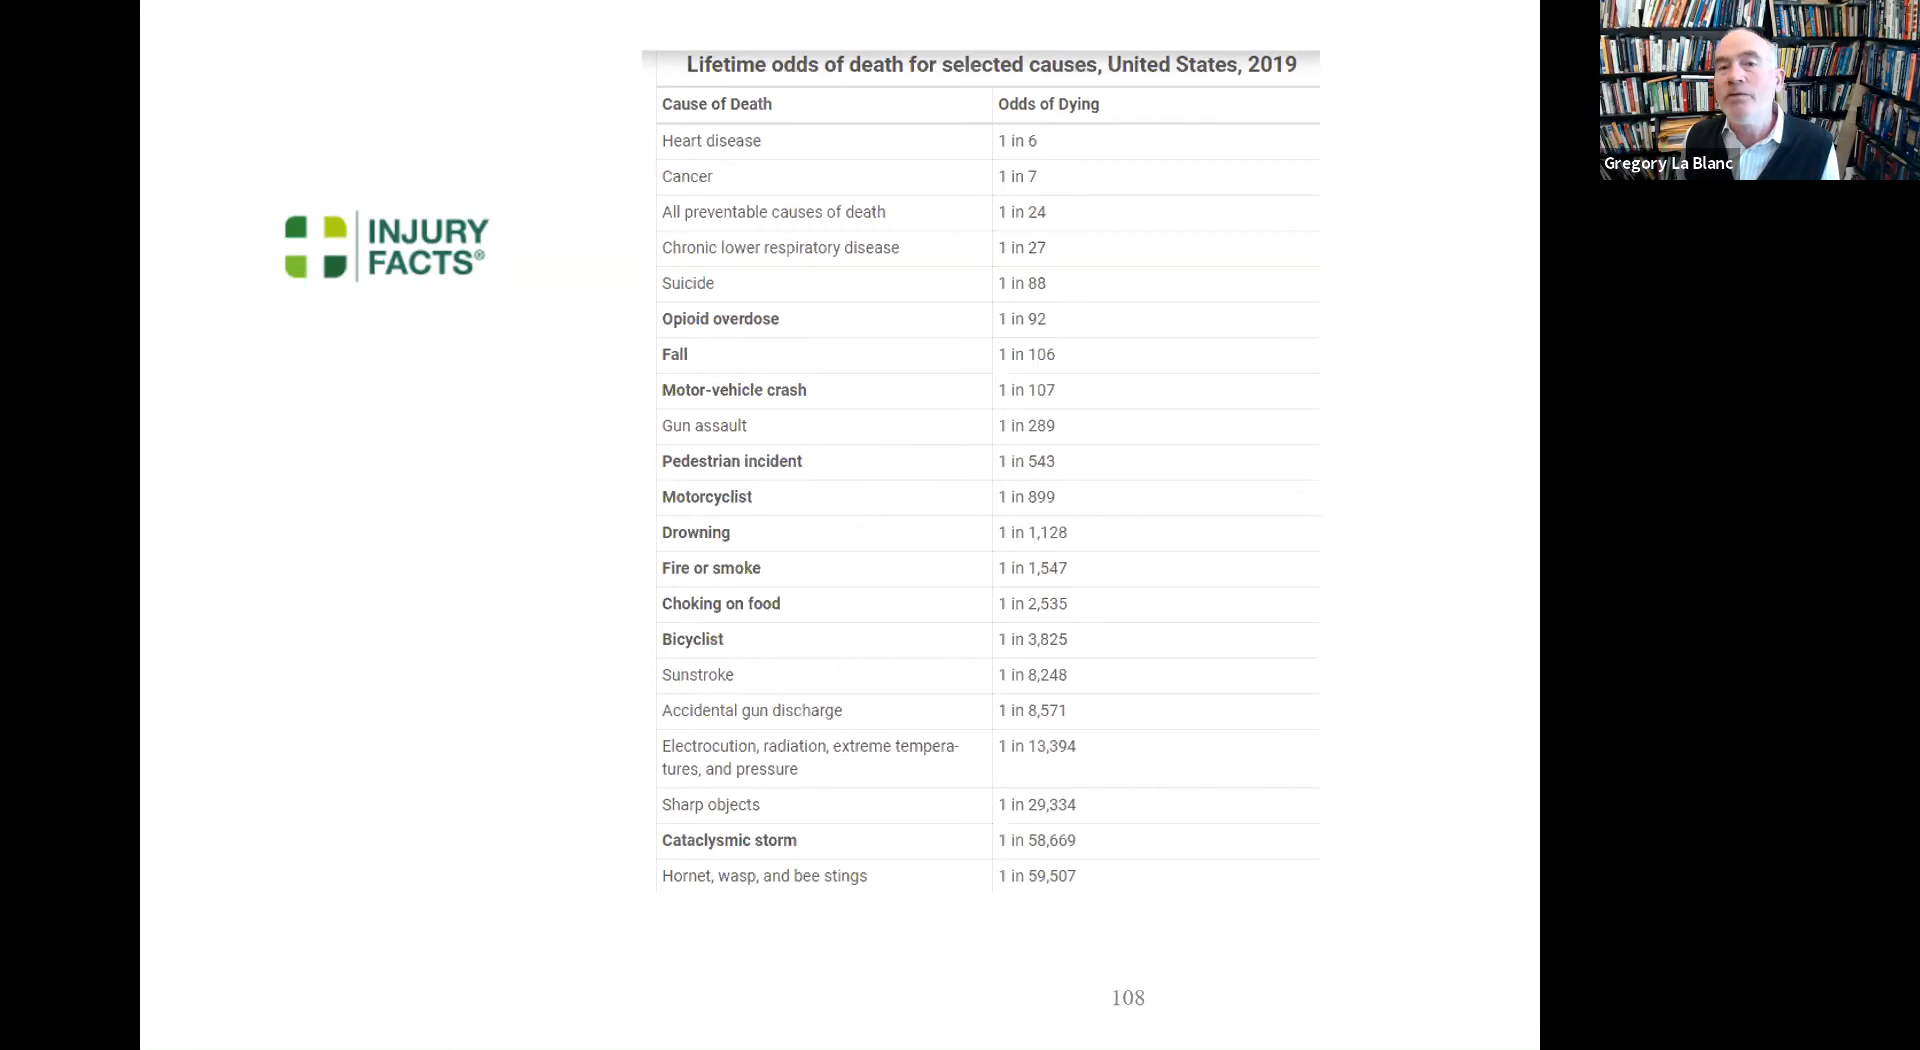 Lifetime odds of death for selected causes, United States, 2019
Cause of Death Odds of Dying
Heart disease 1 in 6
Cancer 1 in 7
All preventable causes of death 1 in 24
Chronic lower respiratory disease 1 in 27
Suicide 1 in 88
Opioid overdose 1 in 92
Fall 1 in 106
Motor-vehicle crash 1 in 107
Gun assault 1 in 289
Pedestrian incident 1 in 543
Motorcyclist 1 in 899
Drowning 1 in 1,128
Fire or smoke 1 in 1,547
Choking on food 1 in 2,535
Bicyclist 1 in 3,825
Sunstroke 1 in 8,248
Accidental gun discharge 1 in 8,571
Electrocution, radiation, extreme tempera- 1 in 13,394
tures, and pressure
Sharp objects 1 in 29,334
Cataclysmic storm 1 in 58,669
Hornet, wasp, and bee stings 1 in 59,507
INJURY
FACTS®
108
Gregory La Blanc